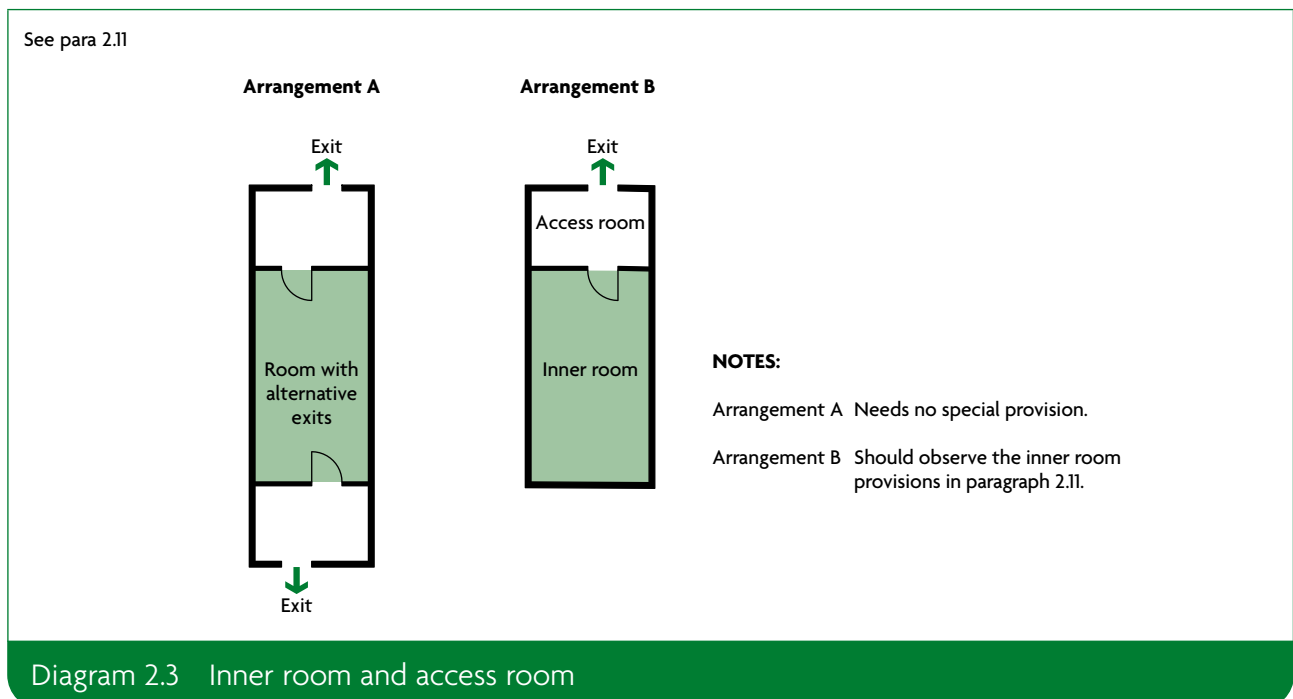 See para 2.11
Arrangement A
Arrangement B
Exit
Exit
Access room
Room with
alternative
exits
Inner room
Exit
NOTES:
Arrangement A Needs no special provision.
Arrangement B Should observe the inner room
provisions in paragraph 2.11.
Diagram 2.3 Inner room and access room